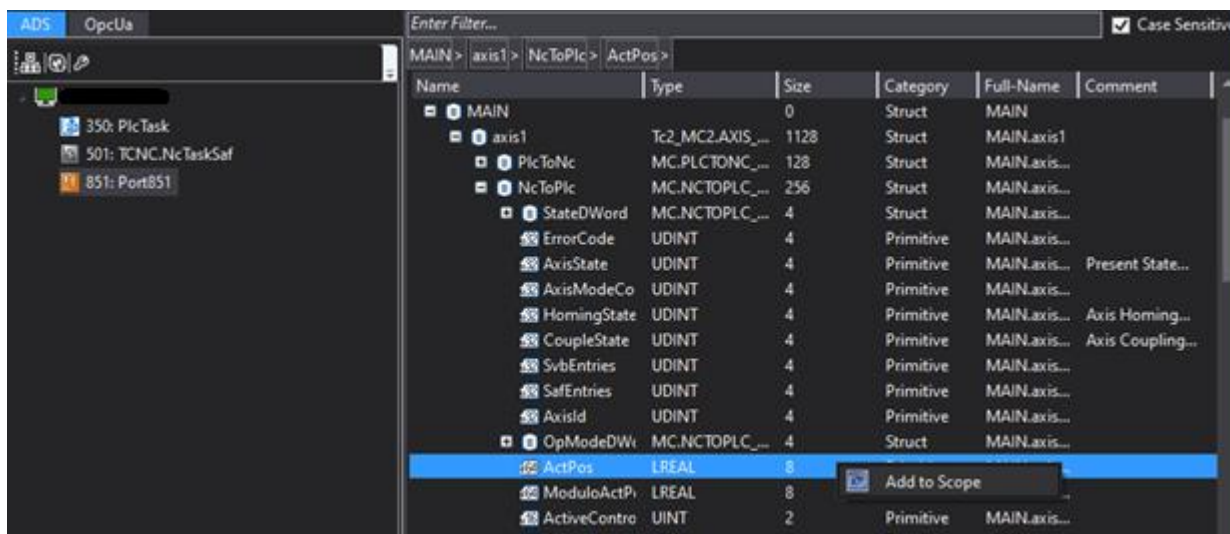 ADS OpcUa
Enter Filter... Case Sensitive
MAIN> axis1> NcToPlc> ActPos>
Name Type Size Category Full-Name Comment
MAIN 0 Struct MAIN
axis1 Tc2_MC2.AXIS_... 1128 Struct MAIN.axis1
350: PlcTask PlcToNc MC.PLCTONC_... 128 Struct MAIN.axis...
501: TCNC.NcTaskSaf NcToPlc MC.NCTOPLC_... 256 Struct MAIN.axis...
851: Port851 StateDWord MC.NCTOPLC_... 4 Struct MAIN.axis...
ErrorCode UDINT 4 Primitive MAIN.axis...
AxisState UDINT 4 Primitive MAIN.axis... Present State...
AxisModeCo UDINT 4 Primitive MAIN.axis...
HomingState UDINT 4 Primitive MAIN.axis... Axis Homing...
CoupleState UDINT 4 Primitive MAIN.axis... Axis Coupling...
SvbEntries UDINT 4 Primitive MAIN.axis...
SafEntries UDINT 4 Primitive MAIN.axis...
AxisId UDINT 4 Primitive MAIN.axis...
OpModeDW MC.NCTOPLC_... 4 Struct MAIN.axis...
ActPos LREAL 8
Add to Scope
ModuloActP LREAL 8
ActiveContro UINT 2 Primitive MAIN.axis...